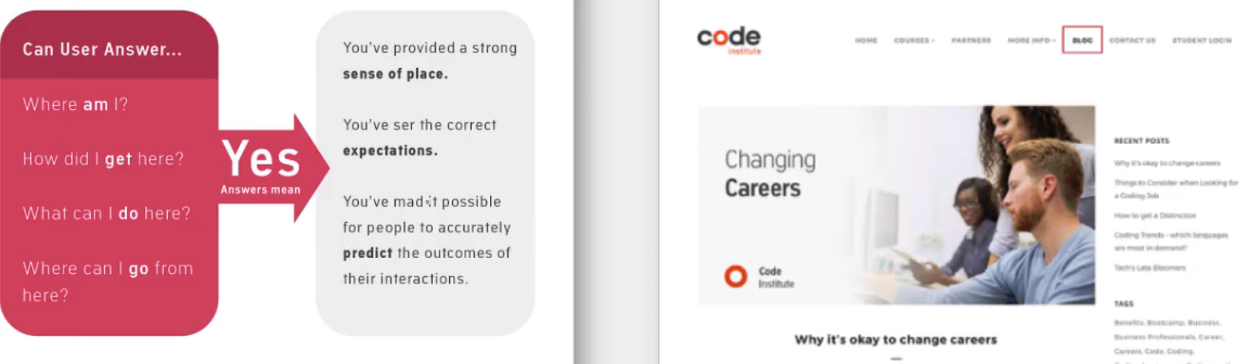 Can User Answer...
Where am I?
How did I get here?
What can I do here?
Where can I go from
here?
Yes
Answers mean
You've provided a strong
sense of place.
You've ser the correct
expectations.
You've mad it possible
for people to accurately
predict the outcomes of
their interactions.
code
institute
HOME COURSES PARTNERS MORE INFO BLOG CONTACT US STUDENT LOGIN
Changing
Careers
Code
Institute
Why it's okay to change careers
RECENT POSTS
Why it's okay to change careers
Things to Consider when Looking for
a Coding Job
How to get a Distinction
Coding Trends - which languages
are most in demand?
Tech's Late Bloomers
TAGS
Benefits, Bootcamp, Business,
Business Professionals, Career,
Careers, Code, Coding,